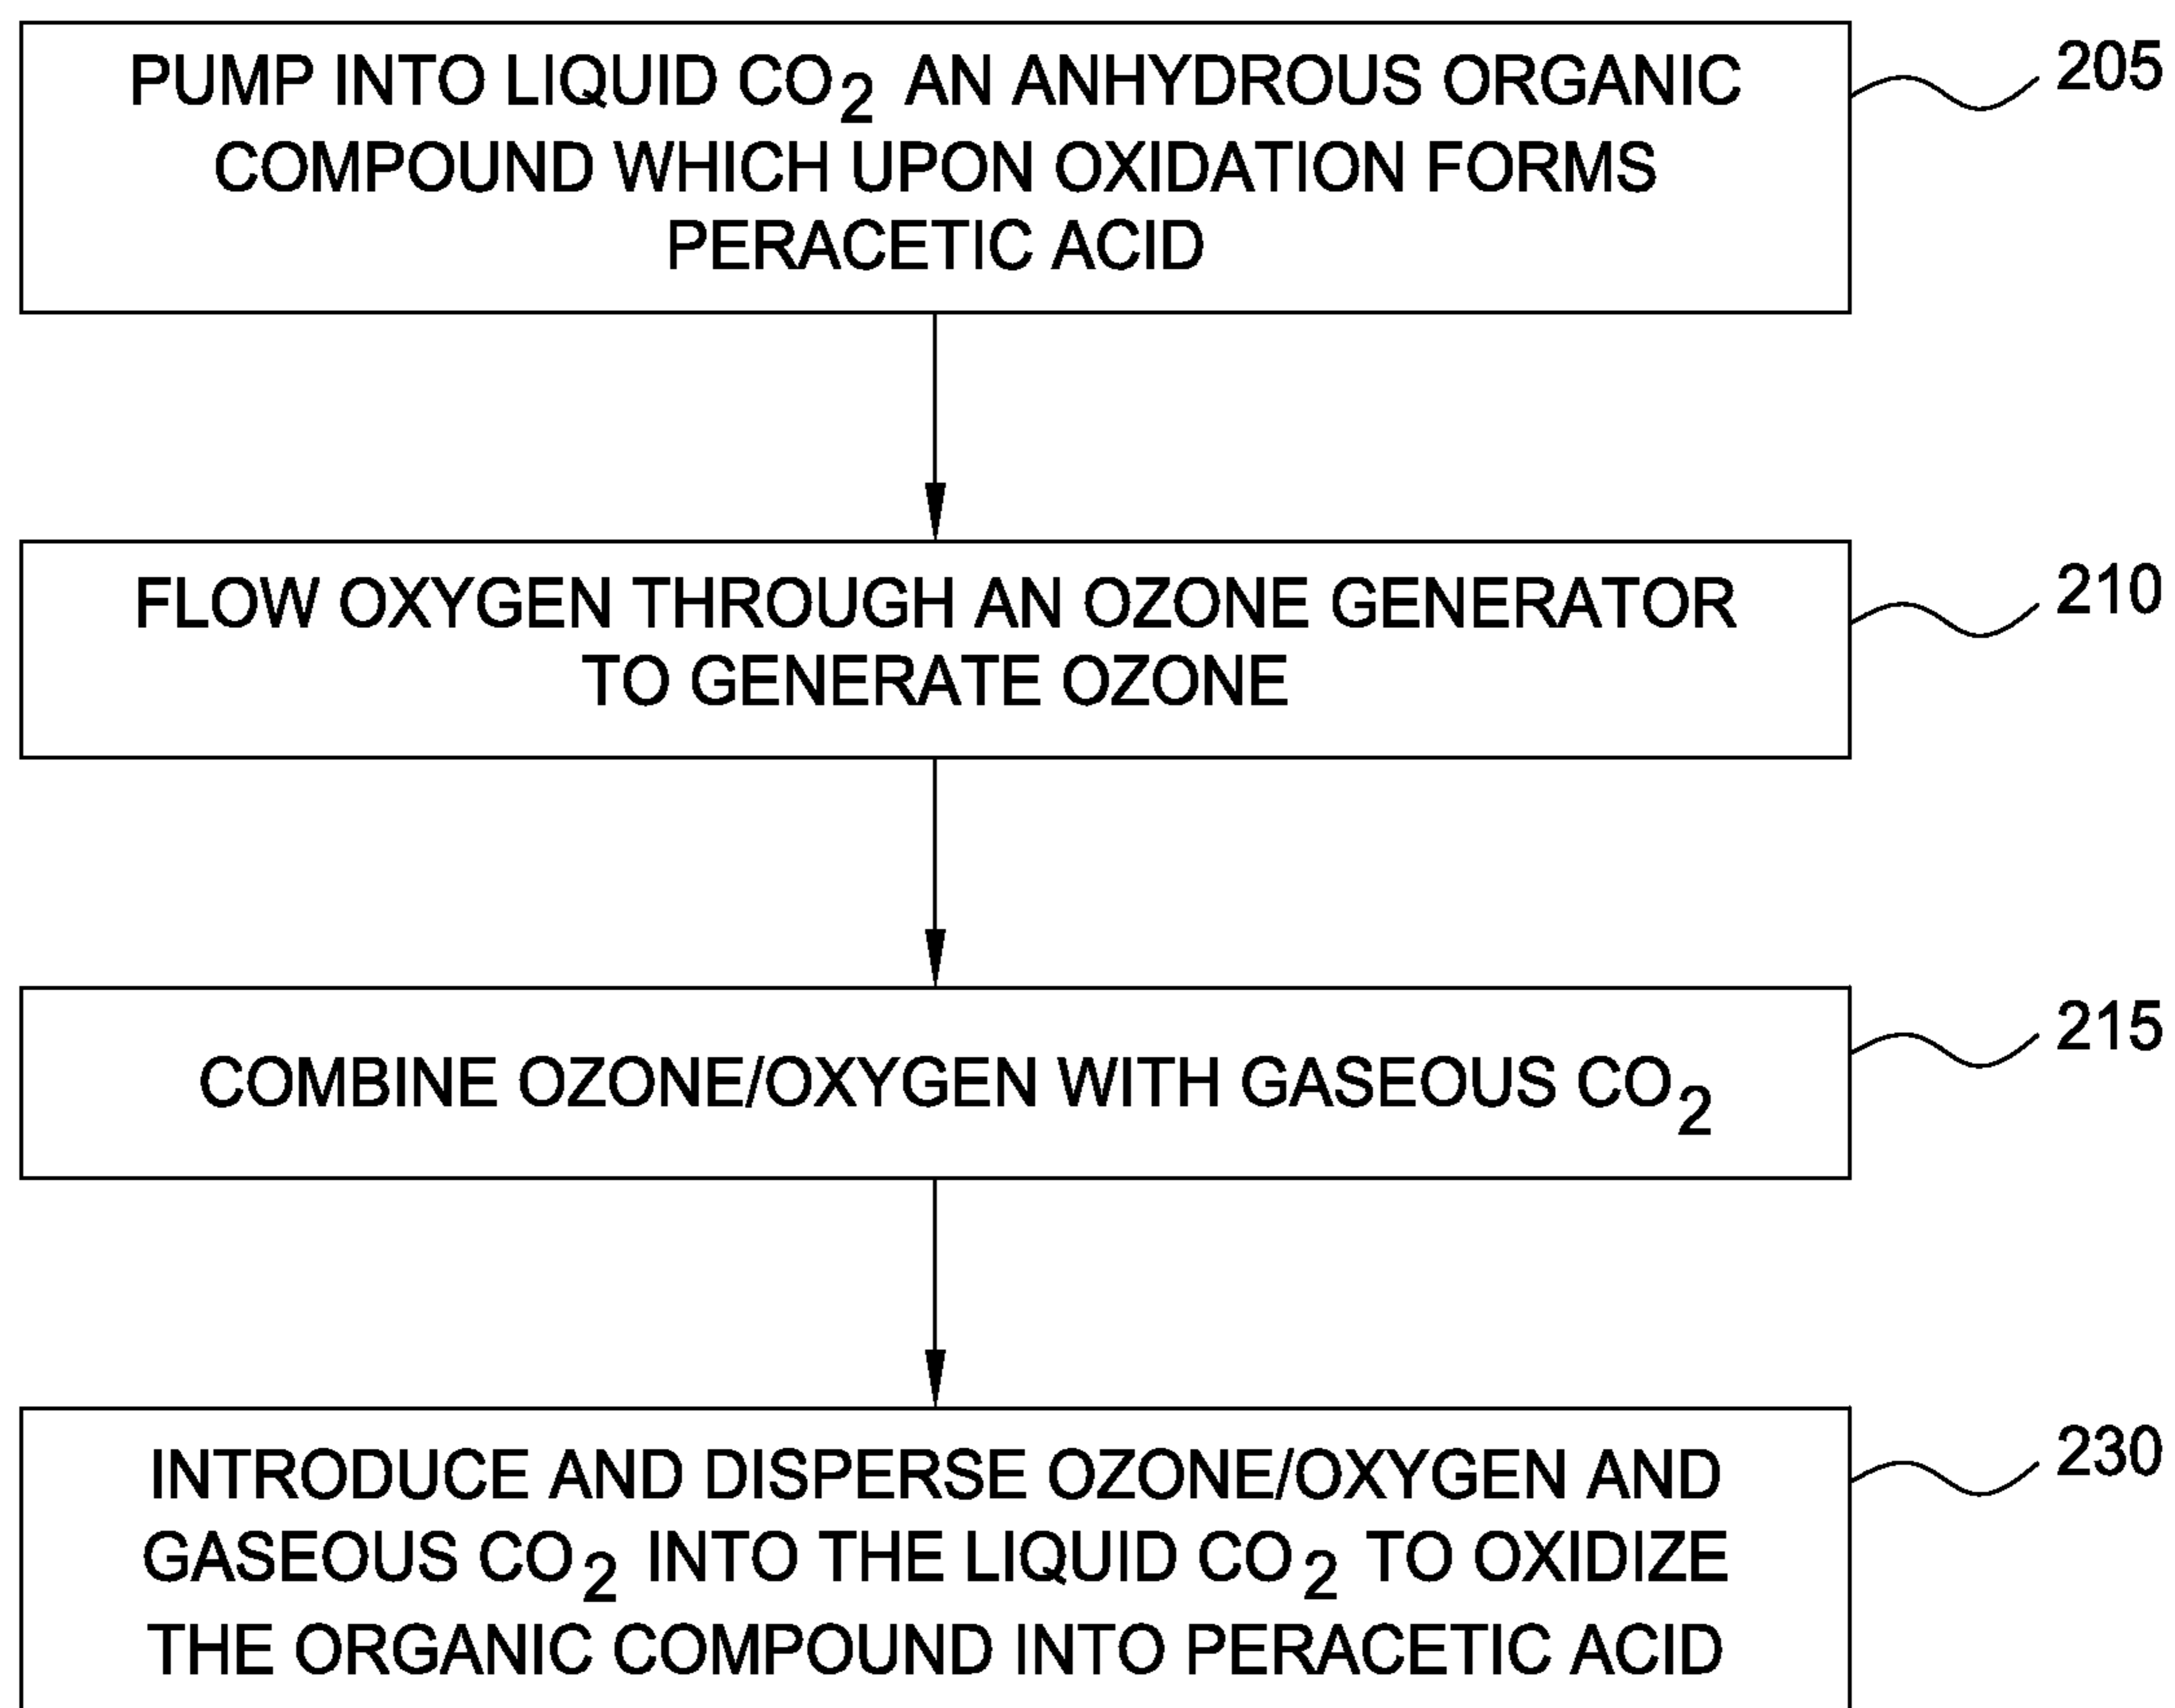 PUMP INTO LIQUID CO2 AN ANHYDROUS ORGANIC
COMPOUND WHICH UPON OXIDATION FORMS
PERACETIC ACID
205
FLOW OXYGEN THROUGH AN OZONE GENERATOR
TO GENERATE OZONE
210
COMBINE OZONE/OXYGEN WITH GASEOUS CO2
215
INTRODUCE AND DISPERSE OZONE/OXYGEN AND
GASEOUS CO2 INTO THE LIQUID CO2 TO OXIDIZE
THE ORGANIC COMPOUND INTO PERACETIC ACID
230